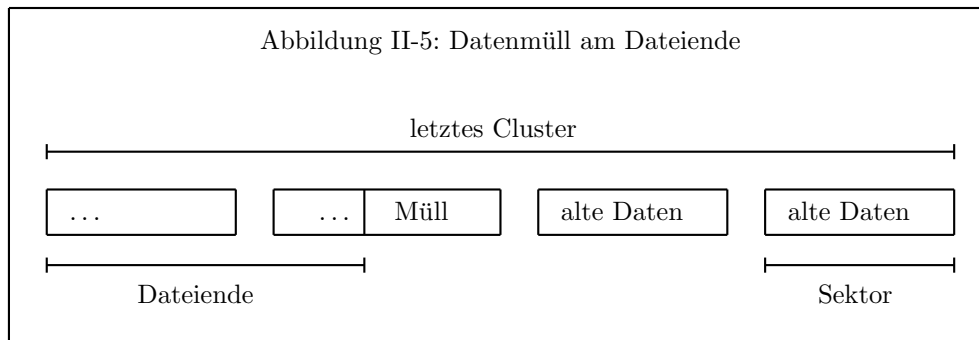 Abbildung II-5: Datenmüll am Dateiende
letztes Cluster
... ... Müll alte Daten alte Daten
Dateiende Sektor